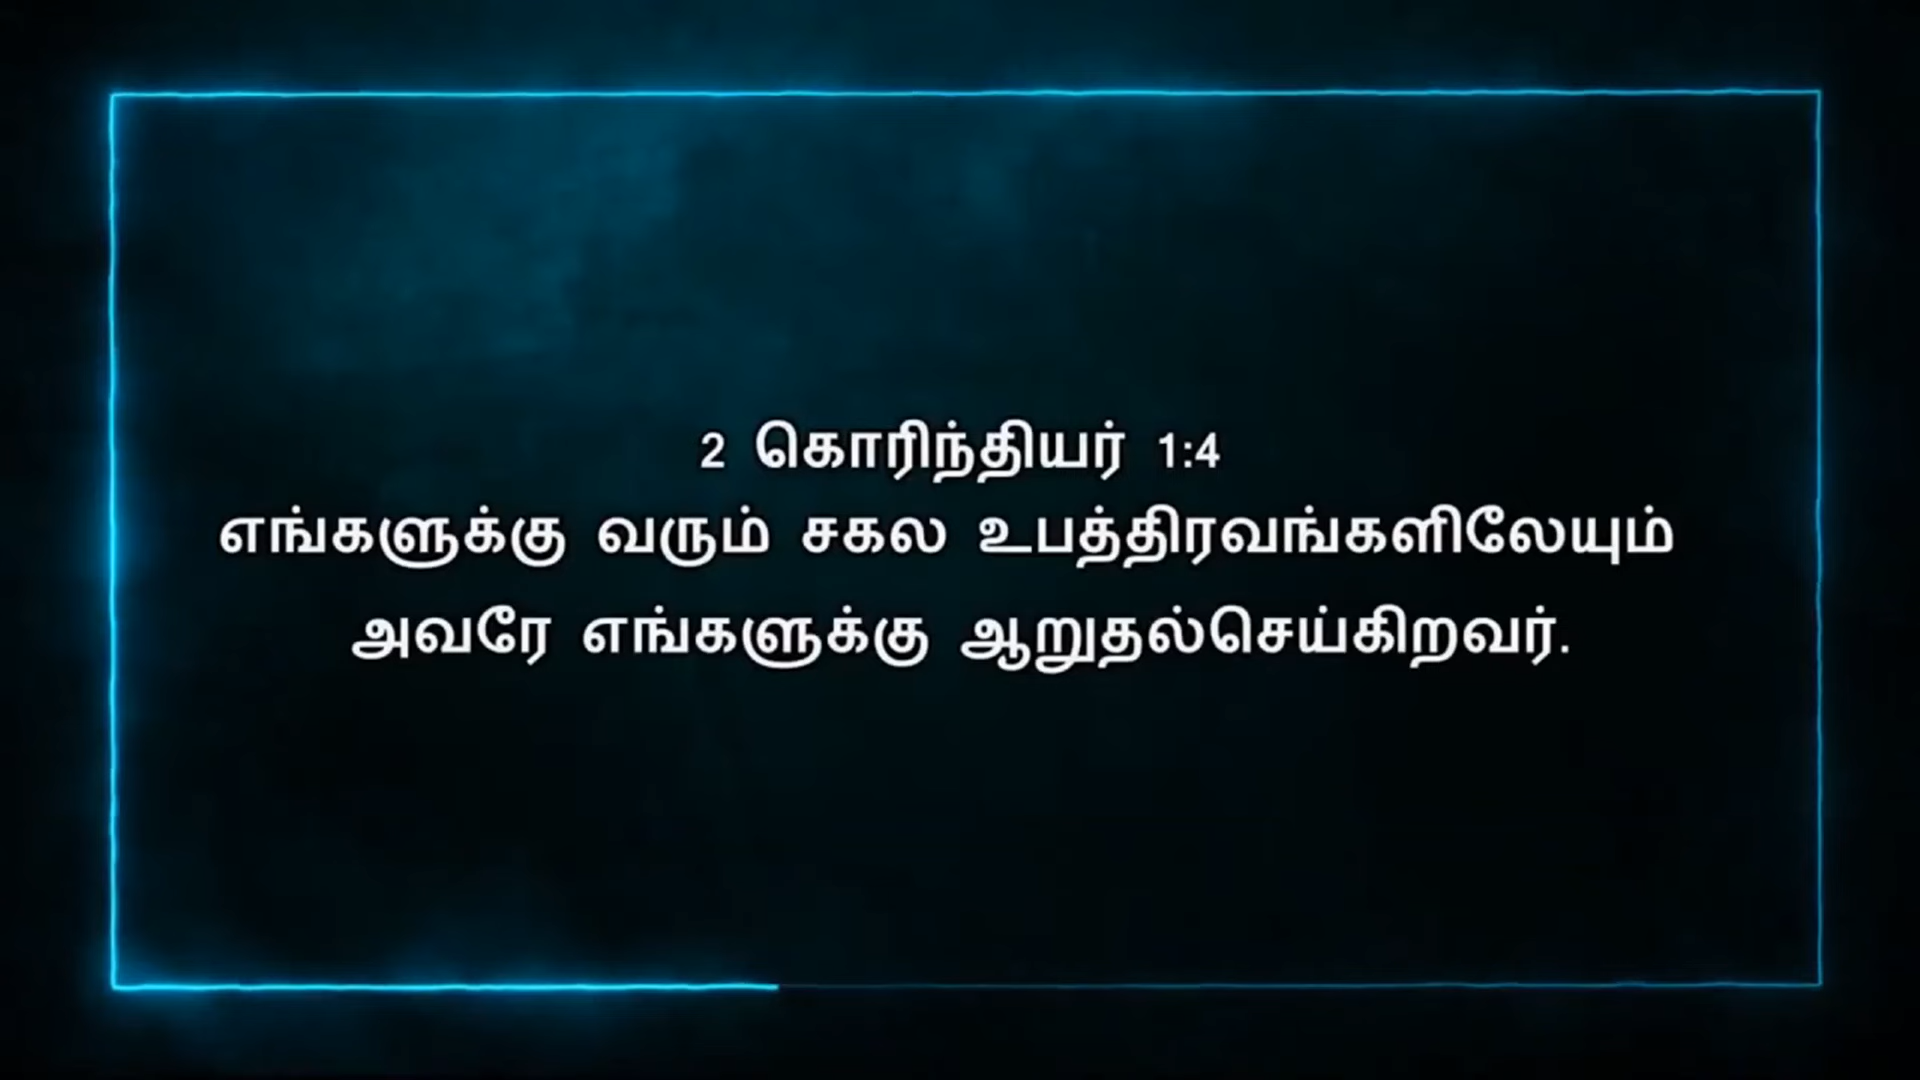 2 கொரிந்தியர் 1:4
எங்களுக்கு வரும் சகல உபத்திரவங்களிலேயும்
அவரே எங்களுக்கு ஆறுதல்செய்கிறவர்.